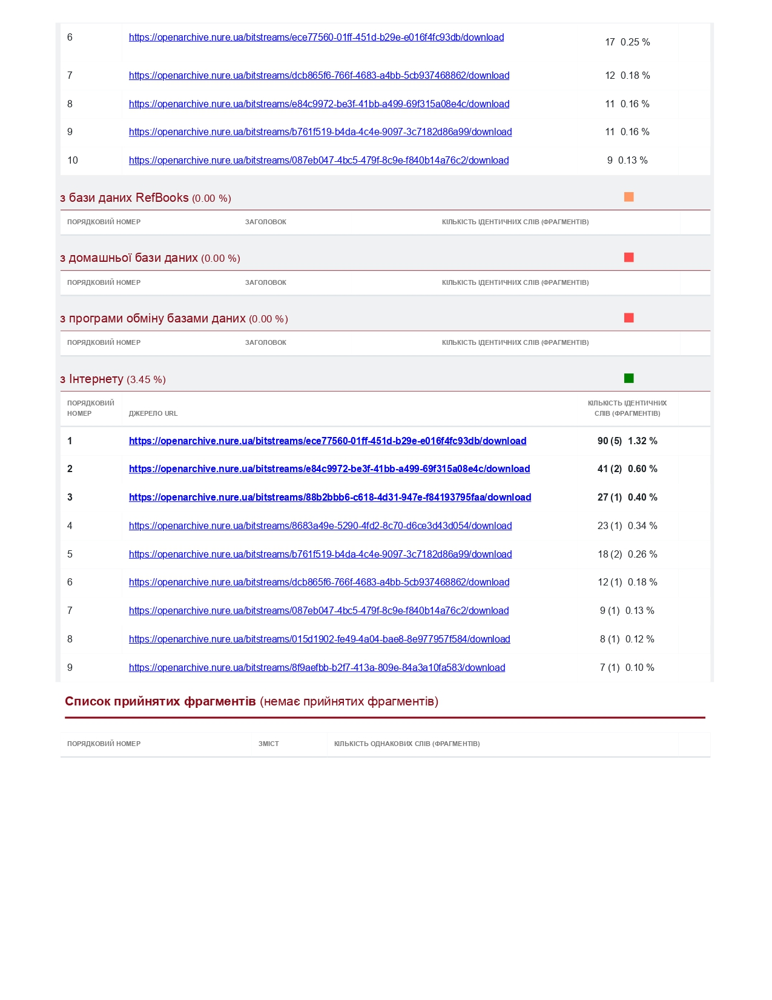 6 https://openarchive.nure.ua/bitstreams/ece77560-01ff-451d-b29e-e016f4fc93db/download 17 0.25 %
7 https://openarchive.nure.ua/bitstreams/dcb865f6-766f-4683-a4bb-5cb937468862/download 12 0.18 %
8 https://openarchive.nure.ua/bitstreams/e84c9972-be3f-41bb-a499-69f315a08e4c/download 11 0.16 %
9 https://openarchive.nure.ua/bitstreams/b761f519-b4da-4c4e-9097-3c7182d86a99/download 11 0.16 %
10 https://openarchive.nure.ua/bitstreams/087eb047-4bc5-479f-8c9e-f840b14a76c2/download 9 0.13 %
з бази даних RefBooks (0.00 %)
ПОРЯДКОВИЙ НОМЕР ЗАГОЛОВОК КІЛЬКІСТЬ ІДЕНТИЧНИХ СЛІВ (ФРАГМЕНТІВ)
з домашньої бази даних (0.00 %)
ПОРЯДКОВИЙ НОМЕР ЗАГОЛОВОК КІЛЬКІСТЬ ІДЕНТИЧНИХ СЛІВ (ФРАГМЕНТІВ)
з програми обміну базами даних (0.00 %)
ПОРЯДКОВИЙ НОМЕР ЗАГОЛОВОК КІЛЬКІСТЬ ІДЕНТИЧНИХ СЛІВ (ФРАГМЕНТІВ)
з Інтернету (3.45 %)
ПОРЯДКОВИЙ КІЛЬКІСТЬ ІДЕНТИЧНИХ
НОМЕР ДЖЕРЕЛО URL СЛІВ (ФРАГМЕНТІВ)
1 https://openarchive.nure.ua/bitstreams/ece77560-01ff-451d-b29e-e016f4fc93db/download 90 (5) 1.32 %
2 https://openarchive.nure.ua/bitstreams/e84c9972-be3f-41bb-a499-69f315a08e4c/download 41 (2) 0.60 %
3 https://openarchive.nure.ua/bitstreams/88b2bbb6-c618-4d31-947e-f84193795faa/download 27 (1) 0.40 %
4 https://openarchive.nure.ua/bitstreams/8683a49e-5290-4fd2-8c70-d6ce3d43d054/download 23 (1) 0.34 %
5 https://openarchive.nure.ua/bitstreams/b761f519-b4da-4c4e-9097-3c7182d86a99/download 18 (2) 0.26 %
6 https://openarchive.nure.ua/bitstreams/dcb865f6-766f-4683-a4bb-5cb937468862/download 12 (1) 0.18 %
7 https://openarchive.nure.ua/bitstreams/087eb047-4bc5-479f-8c9e-f840b14a76c2/download 9 (1) 0.13 %
8 https://openarchive.nure.ua/bitstreams/015d1902-fe49-4a04-bae8-8e977957f584/download 8 (1) 0.12 %
9 https://openarchive.nure.ua/bitstreams/8f9aefbb-b2f7-413a-809e-84a3a10fa583/download 7 (1) 0.10 %
Список прийнятих фрагментів (немає прийнятих фрагментів)
ПОРЯДКОВИЙ НОМЕР ЗМІСТ КІЛЬКІСТЬ ОДНАКОВИХ СЛІВ (ФРАГМЕНТІВ)